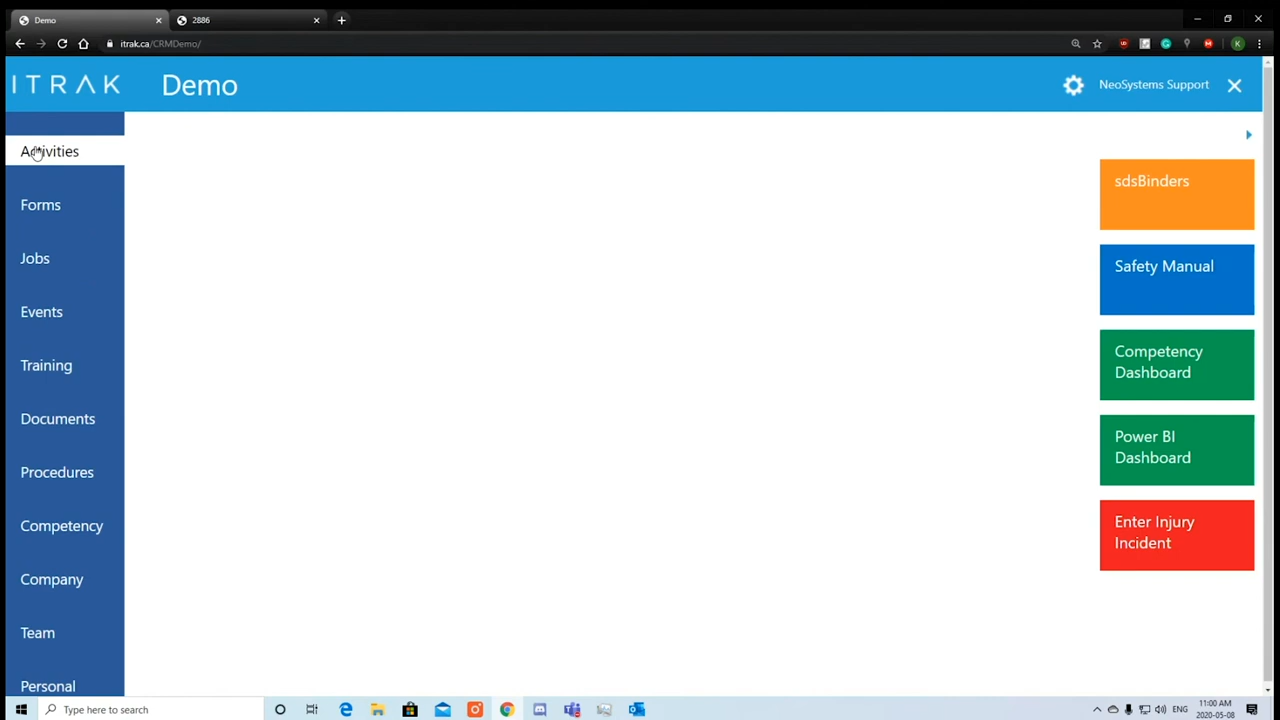 Demo
2886
itrak.ca/CRMDemo/
K
ITRAK
Demo
NeoSystems Support
Activities
Forms
Jobs
Events
Training
Documents
Procedures
Competency
Company
Team
Personal
sdsBinders
Safety Manual
Competency
Dashboard
Power BI
Dashboard
Enter Injury
Incident
Type here to search
ENG
11:00 AM
2020-05-08